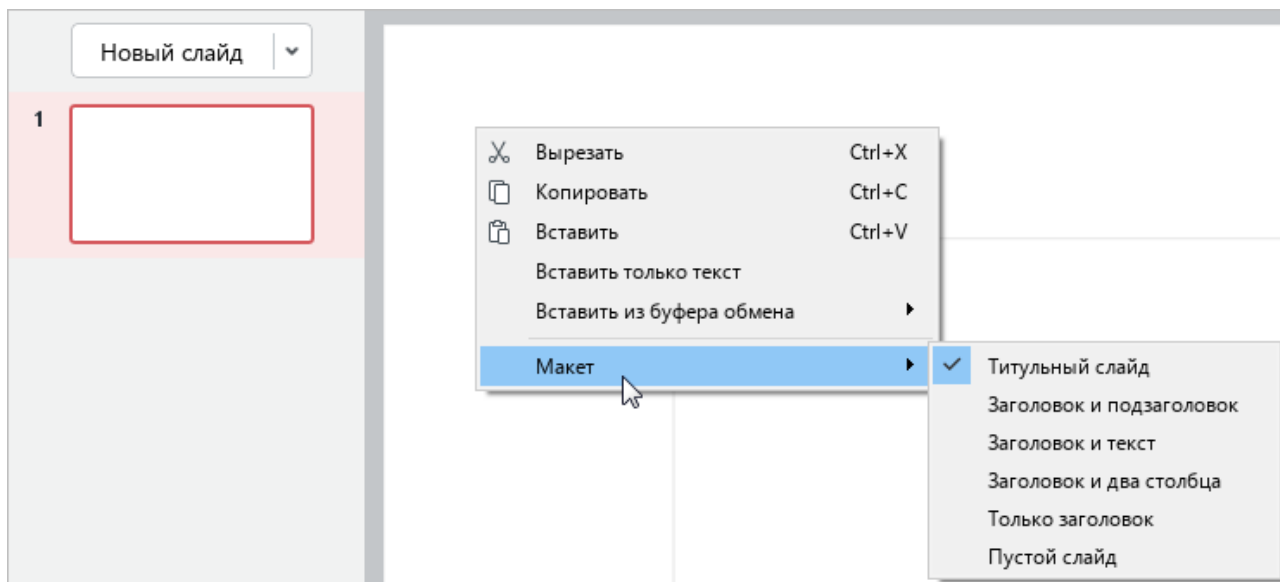 Новый слайд
1
Вырезать Ctrl+X
Копировать Ctrl+C
Вставить Ctrl+V
Вставить только текст
Вставить из буфера обмена
Макет
Титульный слайд
Заголовок и подзаголовок
Заголовок и текст
Заголовок и два столбца
Только заголовок
Пустой слайд